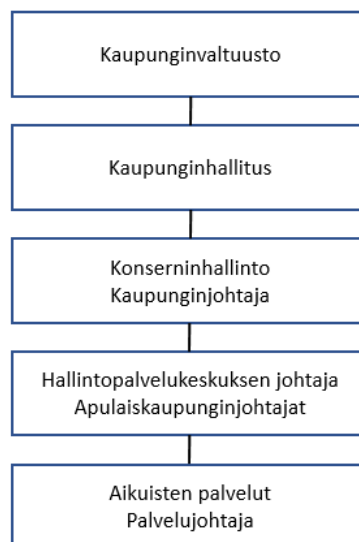 Kaupunginvaltuusto
Kaupunginhallitus
Konserninhallinto
Kaupunginjohtaja
Hallintopalvelukeskuksen johtaja
Apulaiskaupunginjohtajat
Aikuisten palvelut
Palvelujohtaja